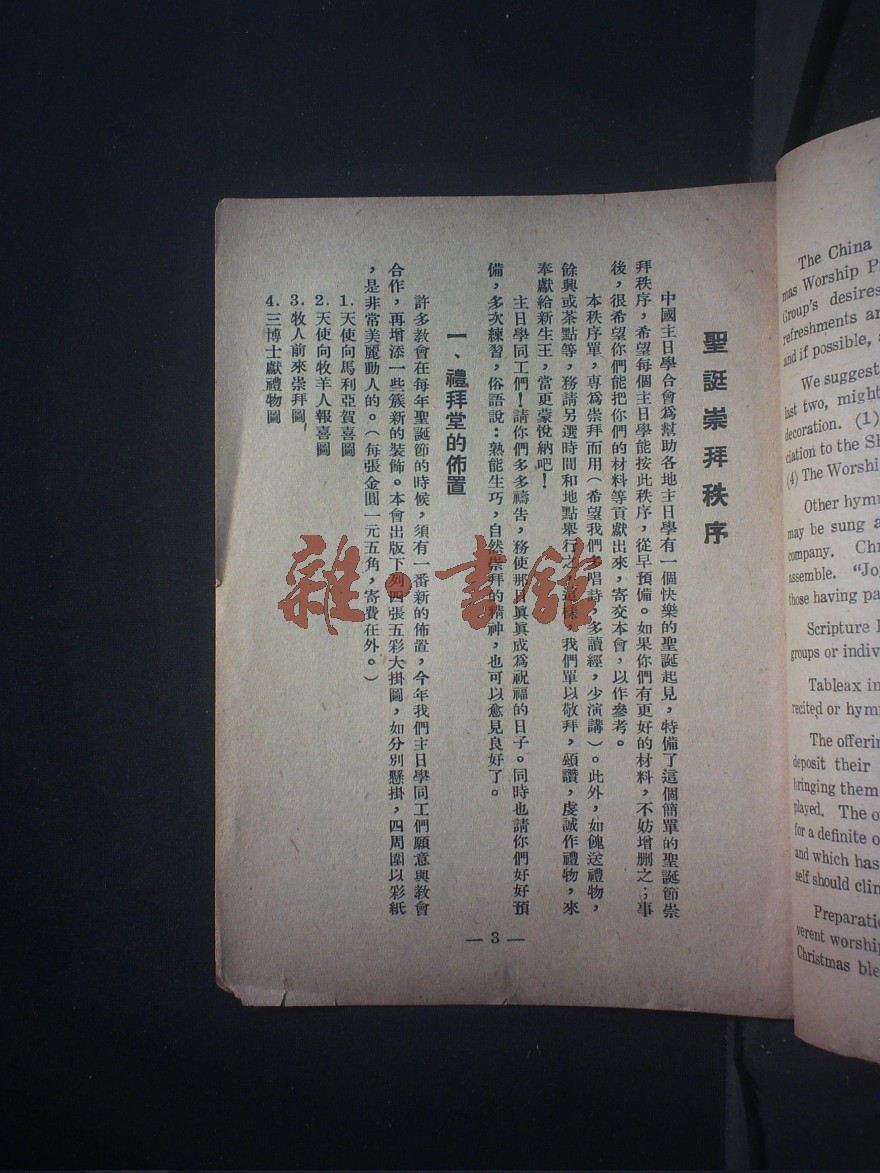 聖誕崇拜秩序
中國主日學合會爲幫助各地主日學有一個快樂的聖誕起見，特備了這個簡單的聖誕節崇
拜秩序，希望每個主日學能按此秩序，從早預備。如果你們有更好的材料，不妨增删之；事
後，很希望你們能把你們的材料等貢獻出來，寄交本會，以作參考。
本秩序單，專爲崇拜而用（希望我們多唱詩，多讀經，少演講）。此外，如餽送禮物，
餘興或茶點等，務請另選時間和地點舉行之，這樣，我們單以敬拜，頌讚，虔誠作禮物，來
奉獻給新生王，當更蒙悅納吧！
主日學同工們！請你們多多禱告，務使那日眞眞成爲祝福的日子。同時也請你們好好預
備，多次練習，俗語說：熟能生巧，自然崇拜的精神，也可以愈見良好了。
一、禮拜堂的佈置
許多教會在每年聖誕節的時候，須有一番新的佈置，今年我們主日學同工們願意與教會
合作，再增添一些簇新的裝飾。本會出版下列四張五彩大掛圖，如分別懸掛，四周圍以彩紙
，是非常美麗動人的。（每張金圓一元五角，寄費在外。）
1. 天使向馬利亞賀喜圖
2. 天使向牧羊人報喜圖
3. 牧人前來崇拜圖
4. 三博士獻禮物圖
— 3 —
雜·書館
The China
mas Worship P
Group's desires
refreshments an
and if possible, a
We suggest
last two, might
decoration. (1)
ciation to the Sh
(4) The Worshi
Other hymn
may be sung a
company. Chr
assemble. "Joy
those having pa
Scripture
groups or indiv
Tableax in
recited or hym
The offerin
deposit their
bringing them
played. The o
for a definite o
and which has
self should clim
Preparatio
verent worship
Christmas ble